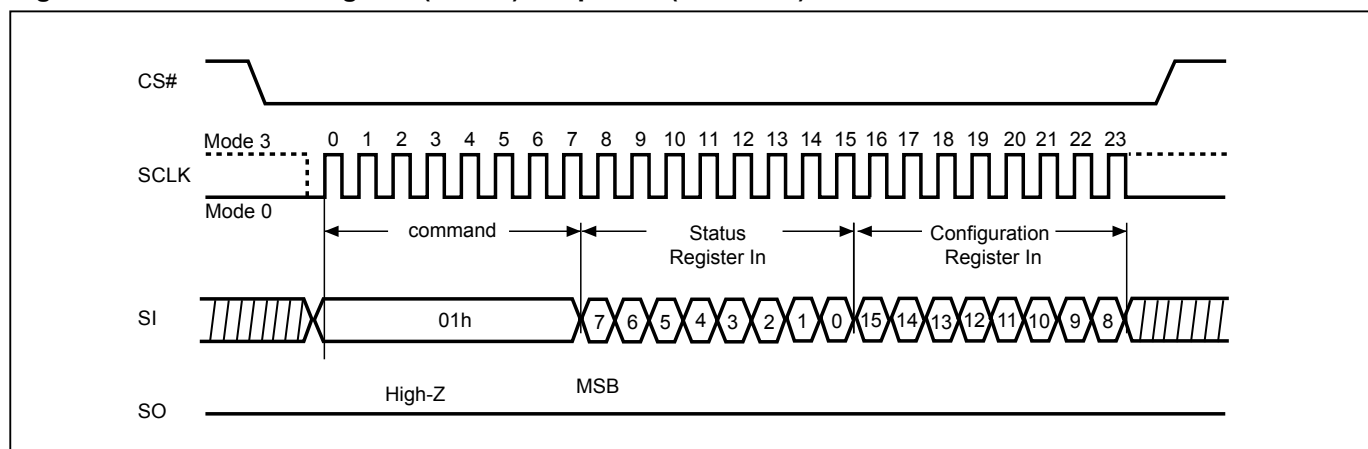 CS#
0 1 2 3 4 5 6 7 8 9 10 11 12 13 14 15 16 17 18 19 20 21 22 23
Mode 3
SCLK
Mode 0
command
Status
Register In
Configuration
Register In
SI
01h
7 6 5 4 3 2 1 0 15 14 13 12 11 10 9 8
High-Z
MSB
SO